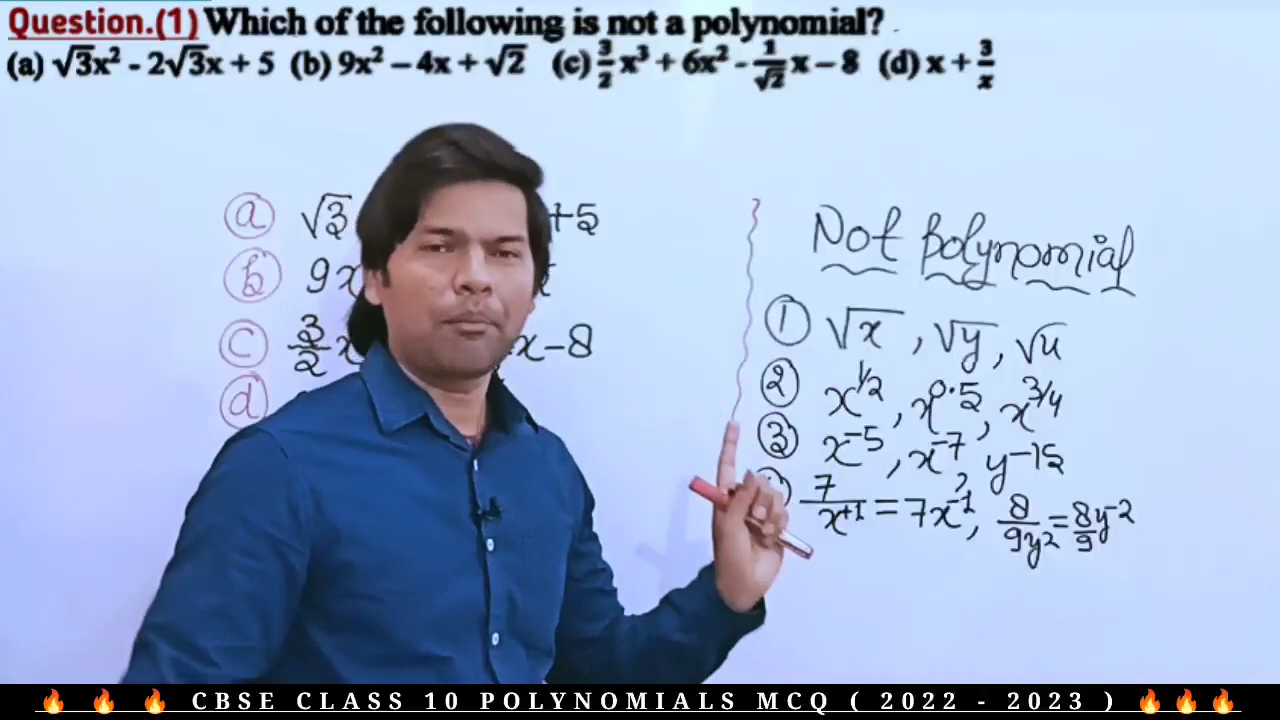 Question.(1) Which of the following is not a polynomial?
(a) √3x² - 2√3x + 5 (b) 9x² – 4x + √2 (c) 3/2 x³ + 6x² - 1/√2 x – 8 (d) x + 3/x
ⓐ √3 +5
ⓑ 9x
ⓒ 3/2 x x-8
ⓓ
Not Polynomial
① √x , √y , √u
② x^1/2 , x^0.5 , x^3/4
③ x^-5 , x^-7 , y^-15
7/x^+1 = 7x^-1 , 8/9y^2 = 8/9 y^-2
🔥 🔥 🔥 CBSE CLASS 10 POLYNOMIALS MCQ ( 2022 - 2023 ) 🔥🔥🔥